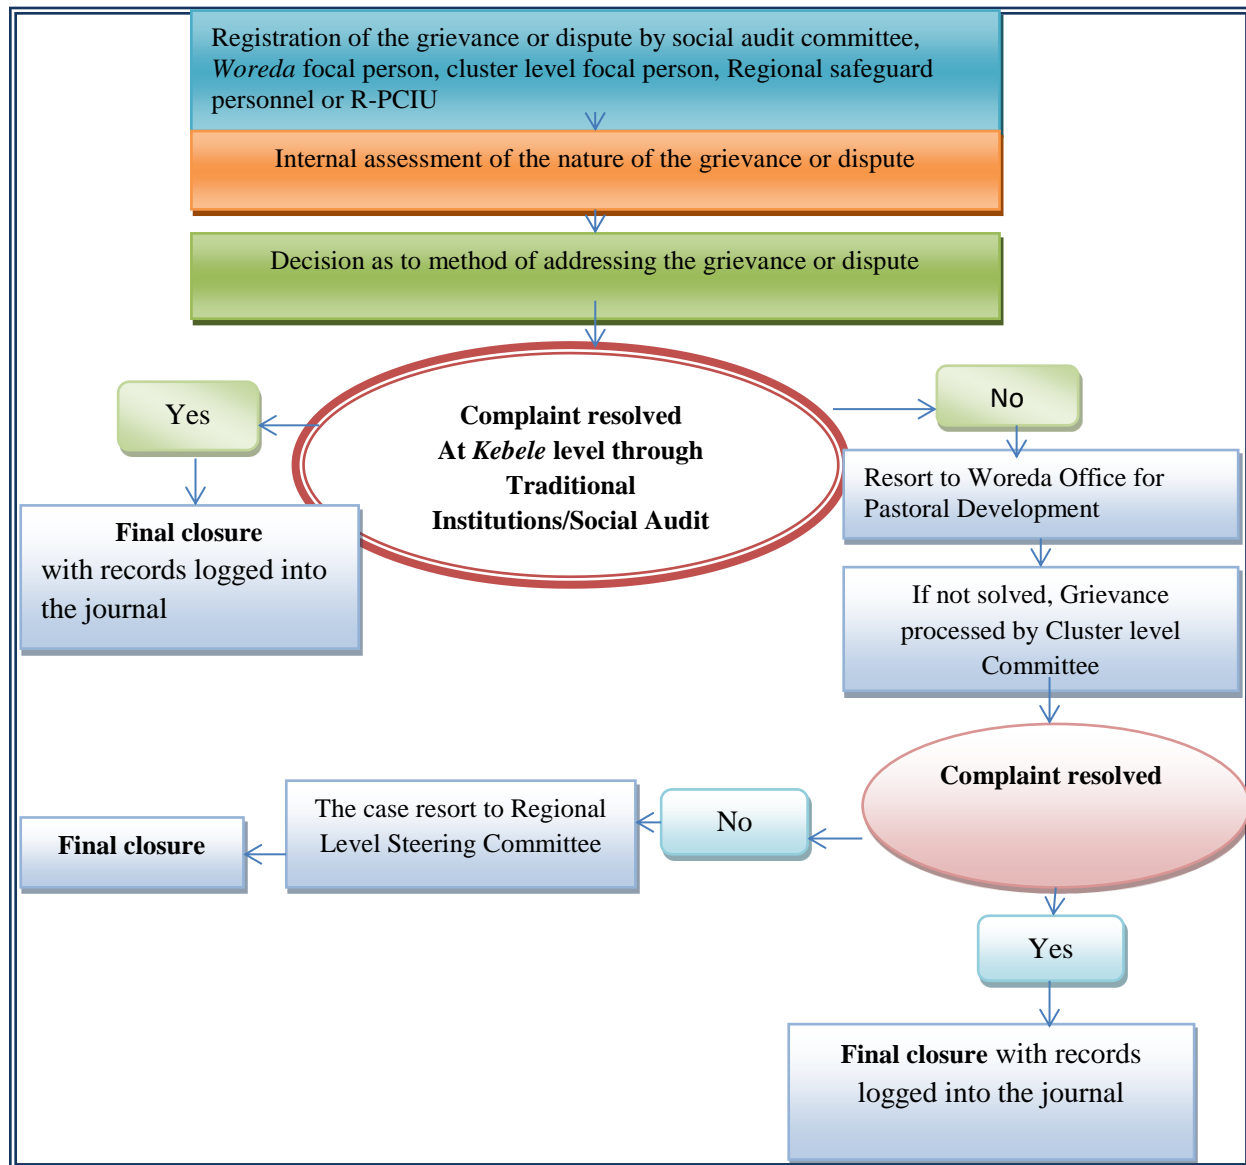 Registration of the grievance or dispute by social audit committee,
Woreda focal person, cluster level focal person, Regional safeguard
personnel or R-PCIU
Internal assessment of the nature of the grievance or dispute
Decision as to method of addressing the grievance or dispute
Complaint resolved
At Kebele level through
Traditional
Institutions/Social Audit
Yes
Final closure
with records logged into
the journal
No
Resort to Woreda Office for
Pastoral Development
If not solved, Grievance
processed by Cluster level
Committee
Complaint resolved
No
The case resort to Regional
Level Steering Committee
Final closure
Yes
Final closure with records
logged into the journal